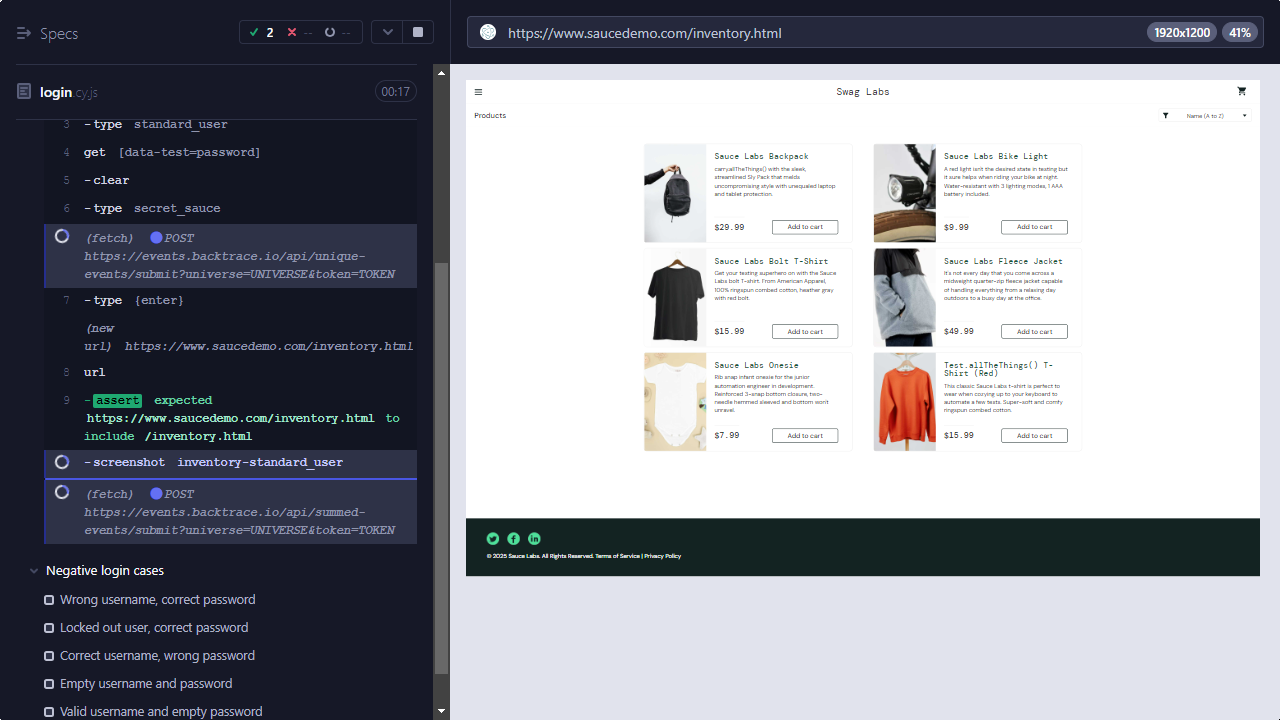 Specs
2
--
--
login.cy.js
00:17
3 -type standard_user
4 get [data-test=password]
5 -clear
6 -type secret_sauce
(fetch) POST
https://events.backtrace.io/api/unique-
events/submit?universe=UNIVERSE&token=TOKEN
7 -type {enter}
(new
url) https://www.saucedemo.com/inventory.html
8 url
9 -assert expected
https://www.saucedemo.com/inventory.html to
include /inventory.html
-screenshot inventory-standard_user
(fetch) POST
https://events.backtrace.io/api/summed-
events/submit?universe=UNIVERSE&token=TOKEN
Negative login cases
Wrong username, correct password
Locked out user, correct password
Correct username, wrong password
Empty username and password
Valid username and empty password
https://www.saucedemo.com/inventory.html
1920x1200
41%
Swag Labs
Products
Name (A to Z)
Sauce Labs Backpack
carry.allTheThings() with the sleek,
streamlined Sly Pack that melds
uncompromising style with unequaled laptop
and tablet protection.
$29.99
Add to cart
Sauce Labs Bike Light
A red light isn't the desired state in testing but
it sure helps when riding your bike at night.
Water-resistant with 3 lighting modes, 1 AAA
battery included.
$9.99
Add to cart
Sauce Labs Bolt T-Shirt
Get your testing superhero on with the Sauce
Labs bolt T-shirt. From American Apparel,
100% ringspun combed cotton, heather gray
with red bolt.
$15.99
Add to cart
Sauce Labs Fleece Jacket
It's not every day that you come across a
midweight quarter-zip fleece jacket capable
of handling everything from a relaxing day
outdoors to a busy day at the office.
$49.99
Add to cart
Sauce Labs Onesie
Rib snap infant onesie for the junior
automation engineer in development.
Reinforced 3-snap bottom closure, two-
needle hemmed sleeved and bottom won't
unravel.
$7.99
Add to cart
Test.allTheThings() T-
Shirt (Red)
This classic Sauce Labs t-shirt is perfect to
wear when cozying up to your keyboard to
automate a few tests. Super-soft and comfy
ringspun combed cotton.
$15.99
Add to cart
© 2025 Sauce Labs. All Rights Reserved. Terms of Service | Privacy Policy